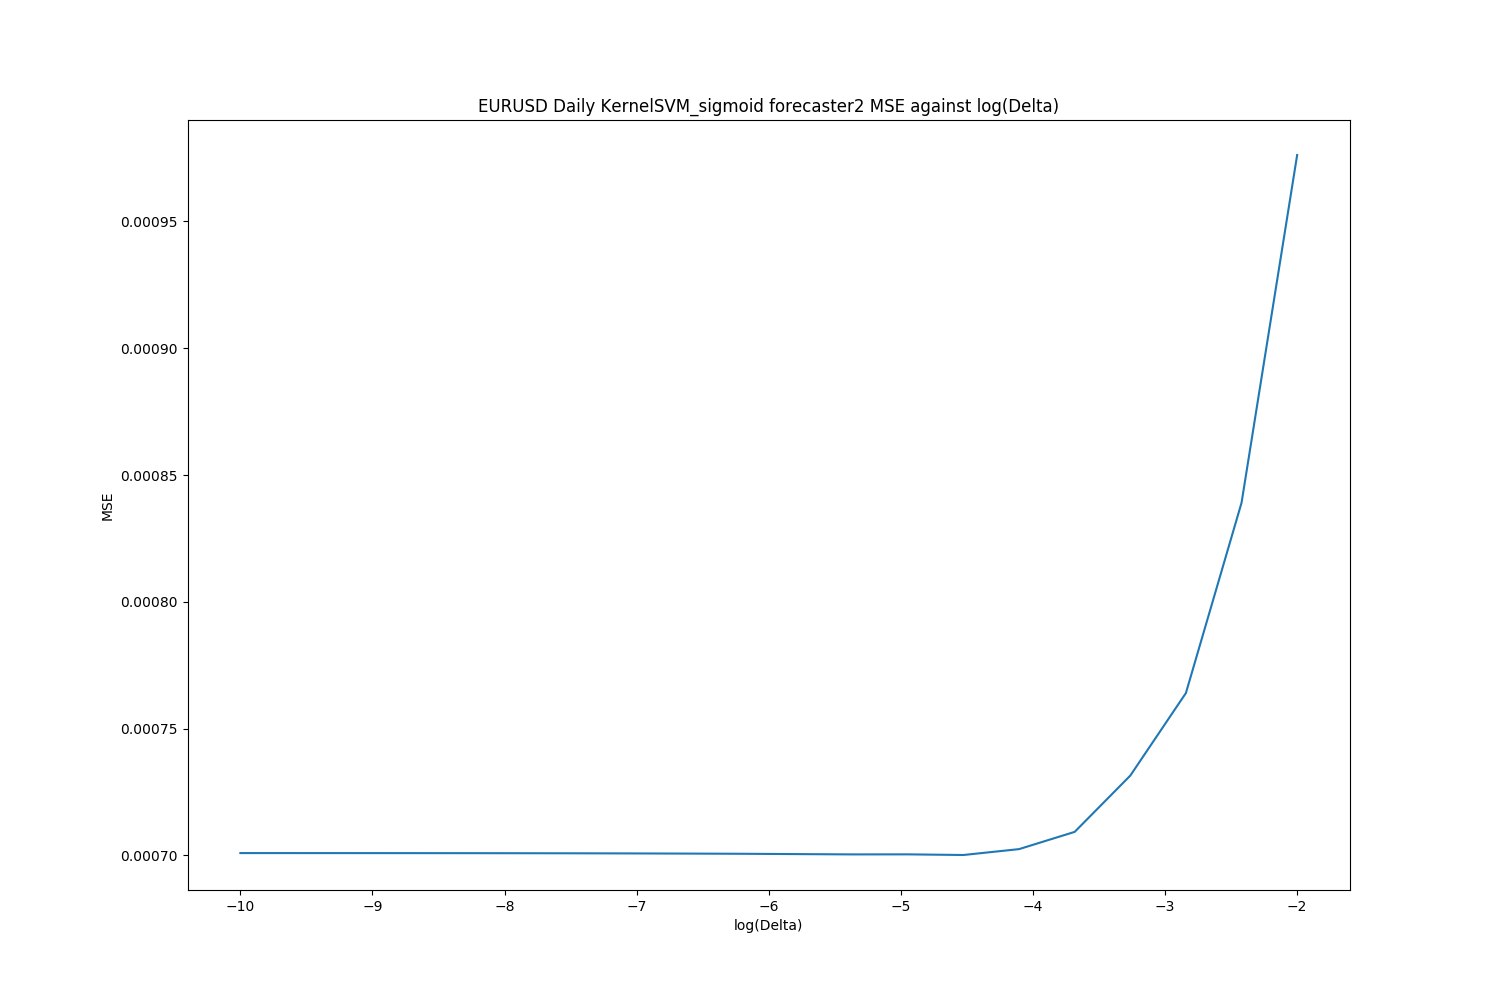 EURUSD Daily KernelSVM_sigmoid forecaster2 MSE against log(Delta)
0.00095
0.00090
0.00085
MSE
0.00080
0.00075
0.00070
−10 −9 −8 −7 −6 −5 −4 −3 −2
log(Delta)